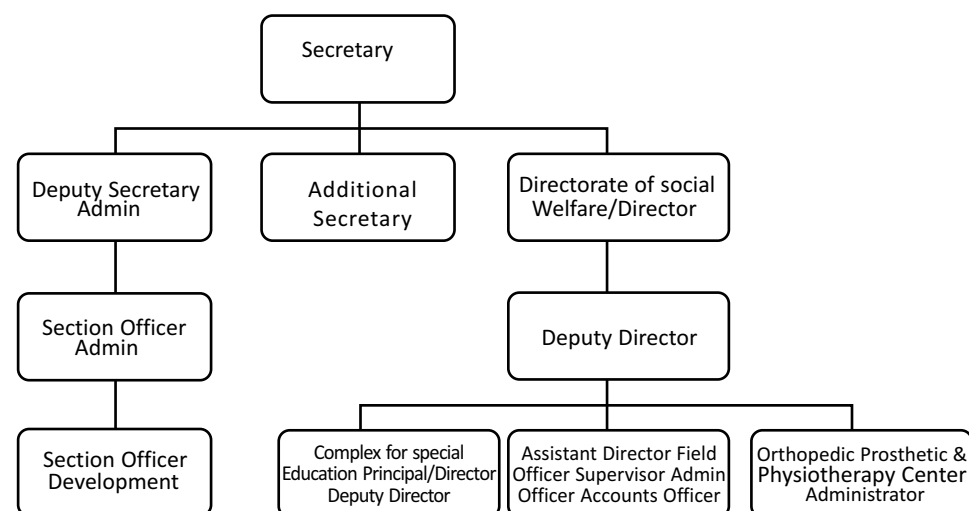 Secretary
Deputy Secretary
Admin
Additional
Secretary
Directorate of social
Welfare/Director
Section Officer
Admin
Deputy Director
Section Officer
Development
Complex for special
Education Principal/Director
Deputy Director
Assistant Director Field
Officer Supervisor Admin
Officer Accounts Officer
Orthopedic Prosthetic &
Physiotherapy Center
Administrator